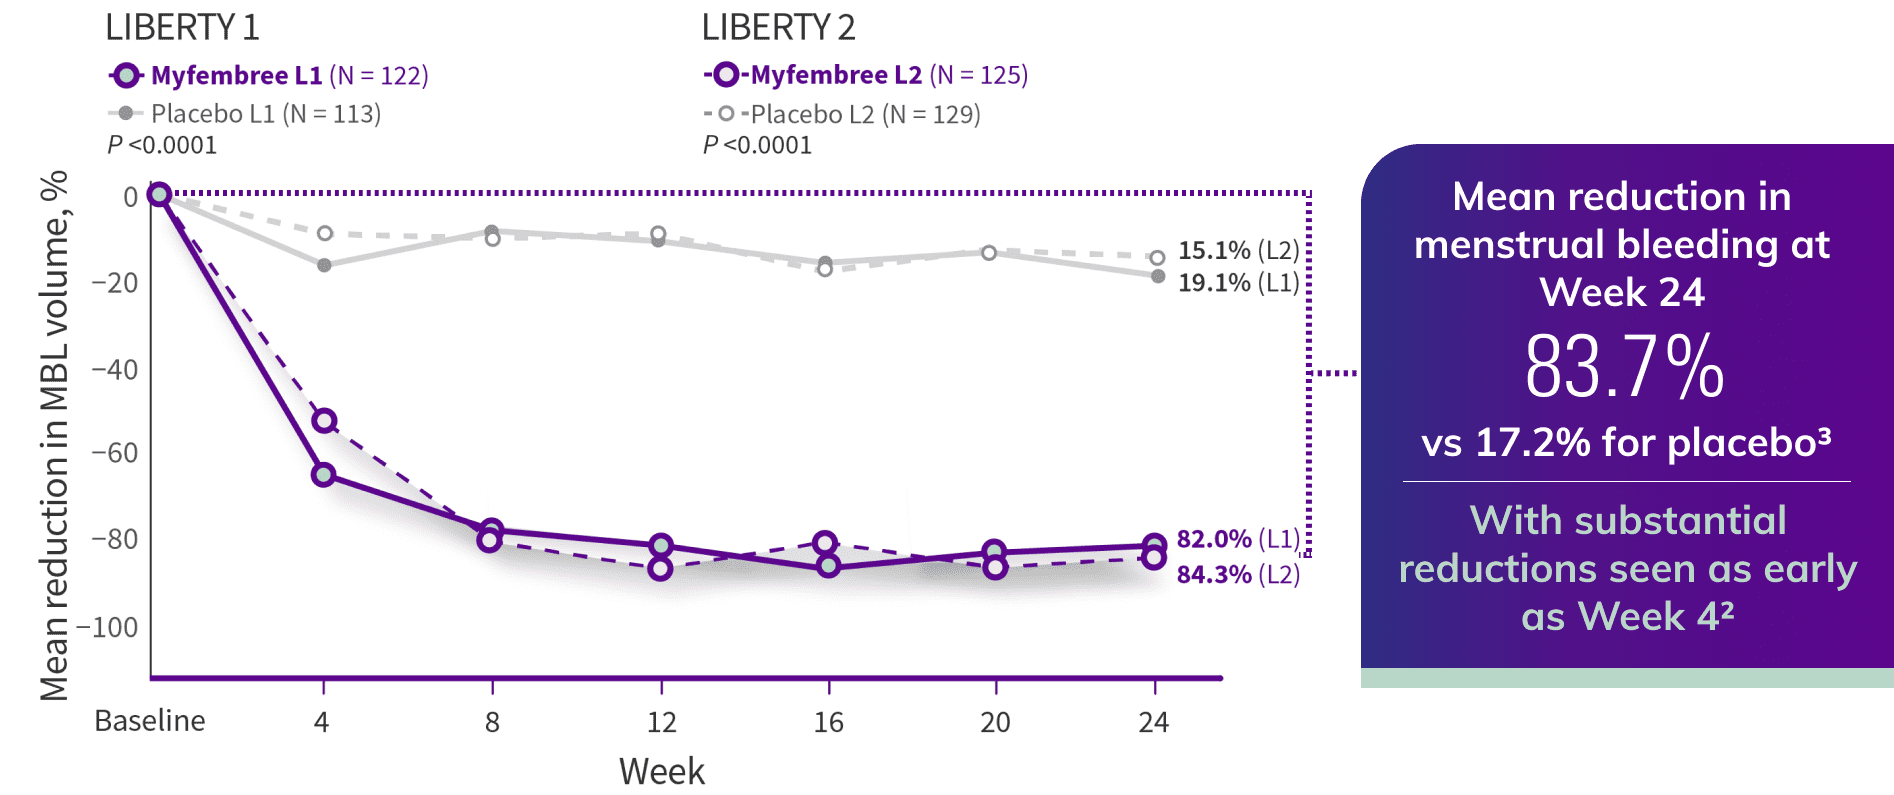 LIBERTY 1
Myfembree L1 (N = 122)
Placebo L1 (N = 113)
P <0.0001
LIBERTY 2
Myfembree L2 (N = 125)
Placebo L2 (N = 129)
P <0.0001
Mean reduction in MBL volume, %
0
−20
−40
−60
−80
−100
15.1% (L2)
19.1% (L1)
82.0% (L1)
84.3% (L2)
Baseline
4
8
12
16
20
24
Week
Mean reduction in
menstrual bleeding at
Week 24
83.7%
vs 17.2% for placebo³
With substantial
reductions seen as early
as Week 4²